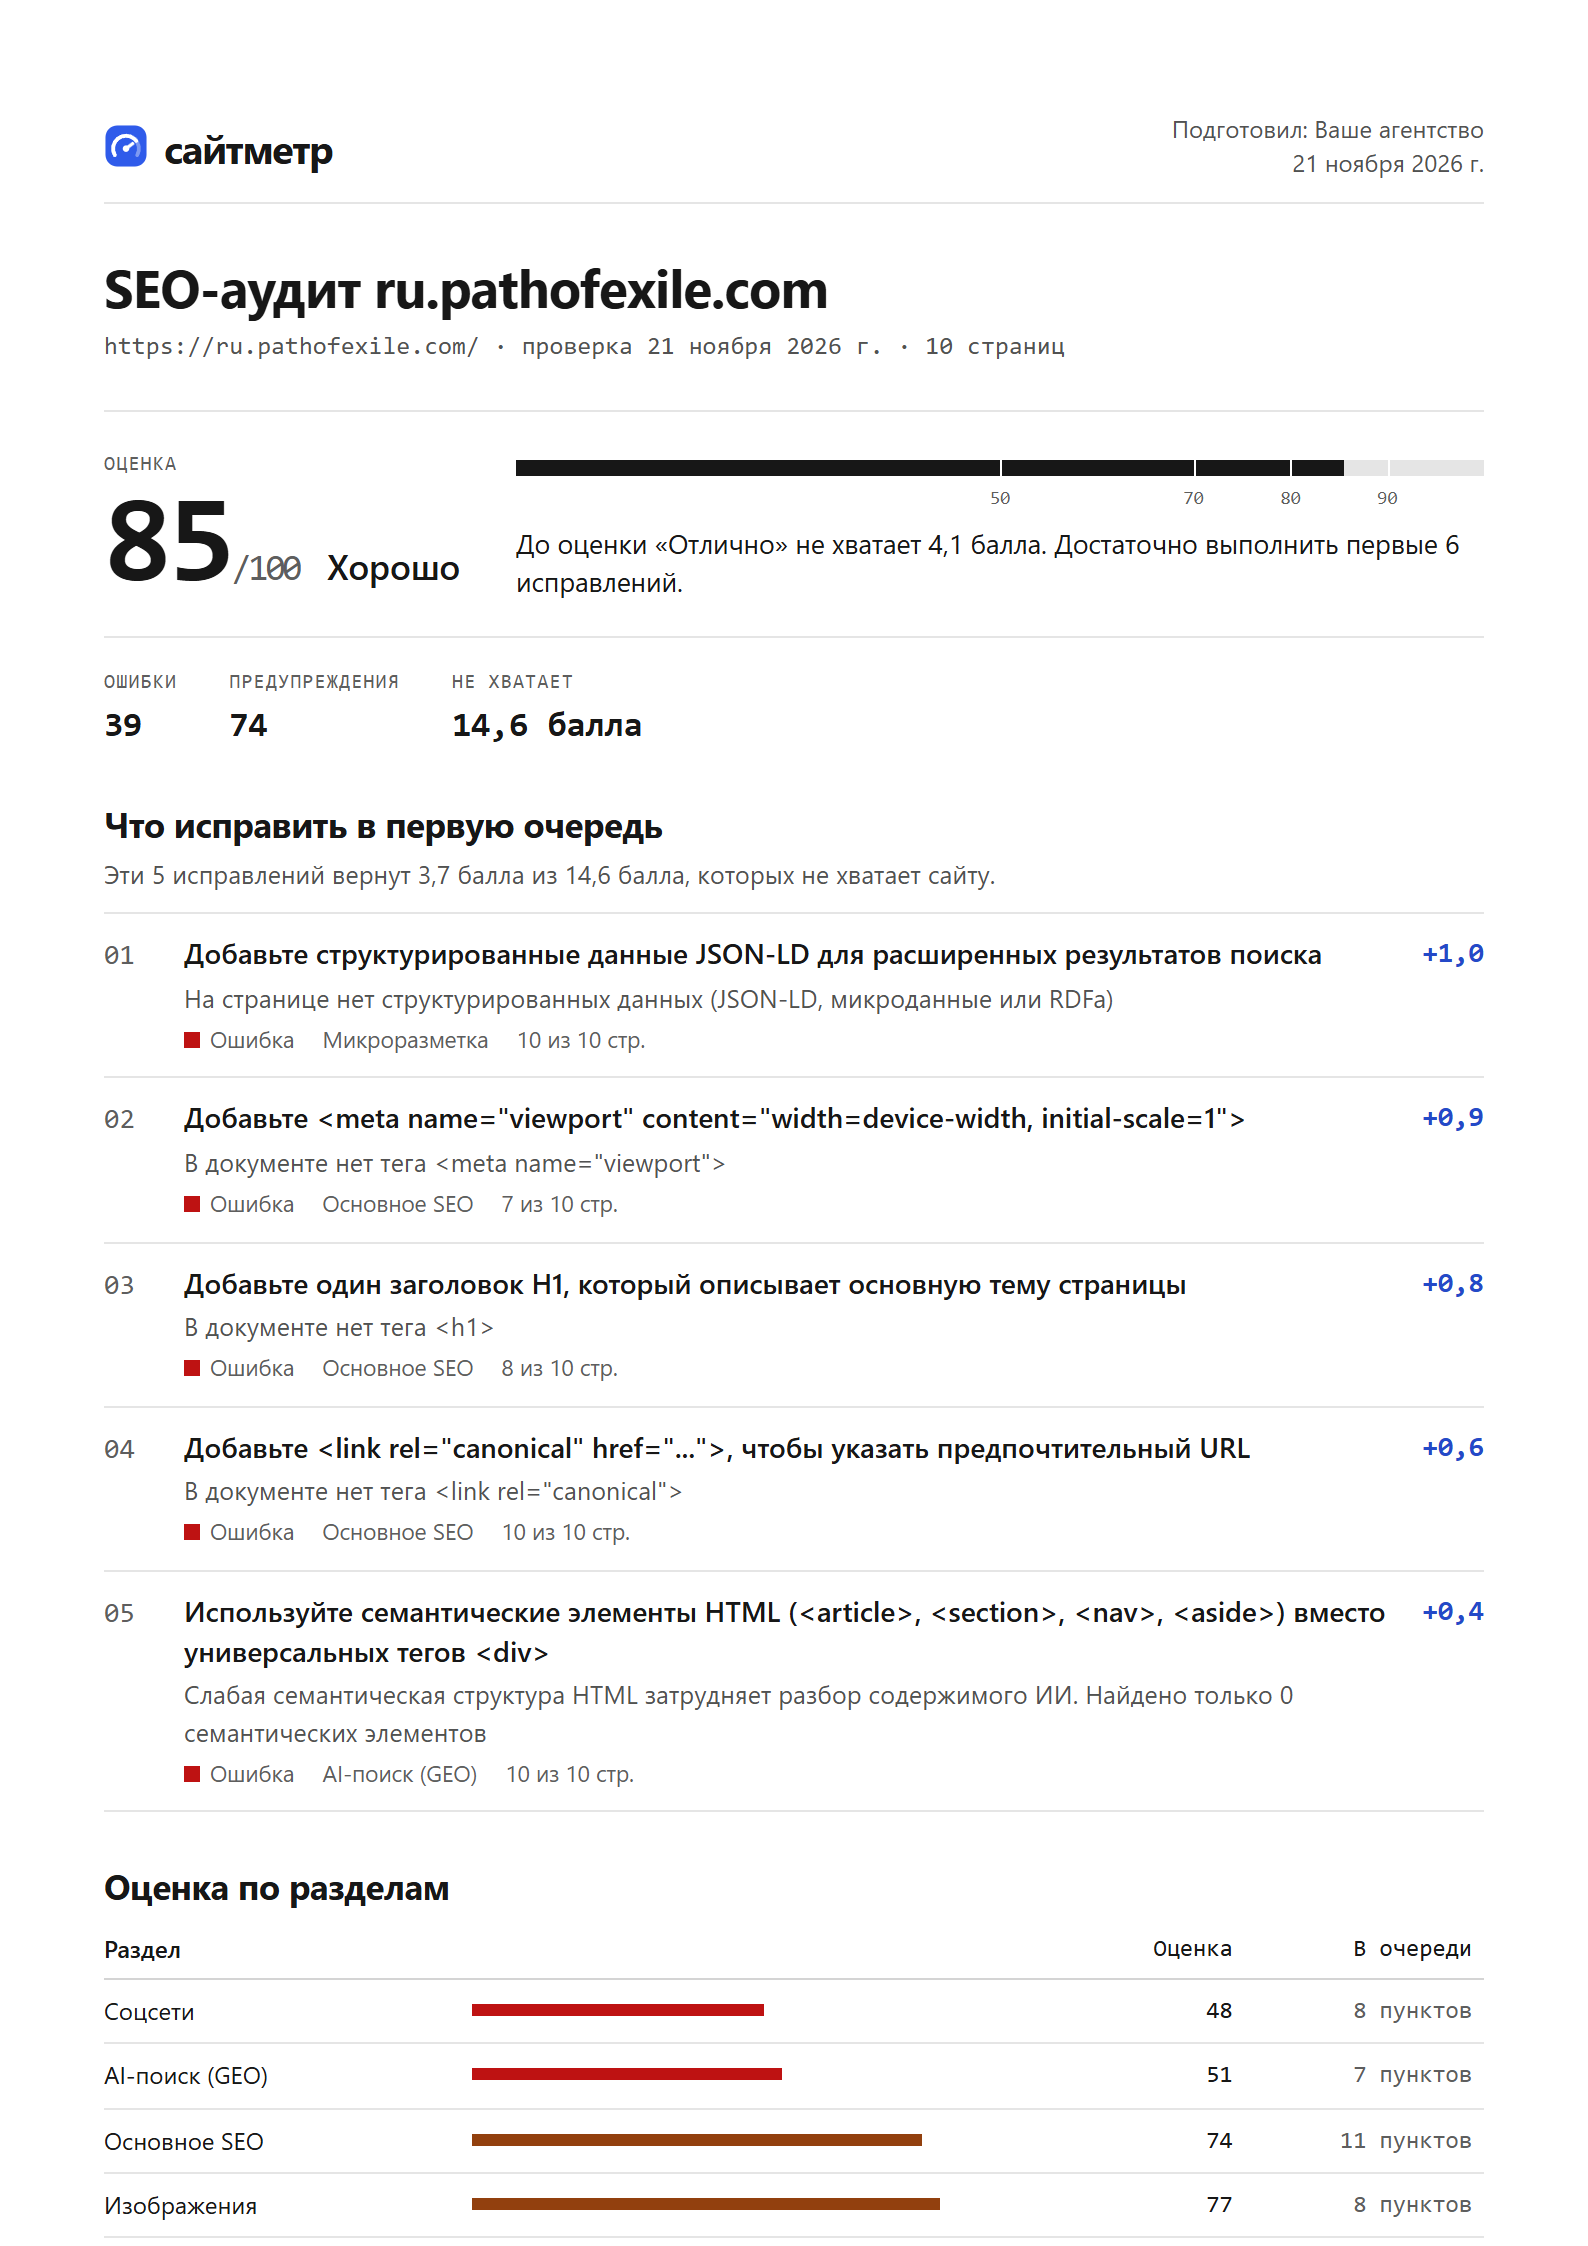 сайтметр
Подготовил: Ваше агентство
21 ноября 2026 г.
SEO-аудит ru.pathofexile.com
https://ru.pathofexile.com/ · проверка 21 ноября 2026 г. · 10 страниц
ОЦЕНКА
85/100 Хорошо
50 70 80 90
До оценки «Отлично» не хватает 4,1 балла. Достаточно выполнить первые 6
исправлений.
ОШИБКИ ПРЕДУПРЕЖДЕНИЯ НЕ ХВАТАЕТ
39 74 14,6 балла
Что исправить в первую очередь
Эти 5 исправлений вернут 3,7 балла из 14,6 балла, которых не хватает сайту.
01 Добавьте структурированные данные JSON-LD для расширенных результатов поиска +1,0
На странице нет структурированных данных (JSON-LD, микроданные или RDFa)
Ошибка Микроразметка 10 из 10 стр.
02 Добавьте <meta name="viewport" content="width=device-width, initial-scale=1"> +0,9
В документе нет тега <meta name="viewport">
Ошибка Основное SEO 7 из 10 стр.
03 Добавьте один заголовок H1, который описывает основную тему страницы +0,8
В документе нет тега <h1>
Ошибка Основное SEO 8 из 10 стр.
04 Добавьте <link rel="canonical" href="...">, чтобы указать предпочтительный URL +0,6
В документе нет тега <link rel="canonical">
Ошибка Основное SEO 10 из 10 стр.
05 Используйте семантические элементы HTML (<article>, <section>, <nav>, <aside>) вместо +0,4
универсальных тегов <div>
Слабая семантическая структура HTML затрудняет разбор содержимого ИИ. Найдено только 0
семантических элементов
Ошибка AI-поиск (GEO) 10 из 10 стр.
Оценка по разделам
Раздел Оценка В очереди
Соцсети 48 8 пунктов
AI-поиск (GEO) 51 7 пунктов
Основное SEO 74 11 пунктов
Изображения 77 8 пунктов